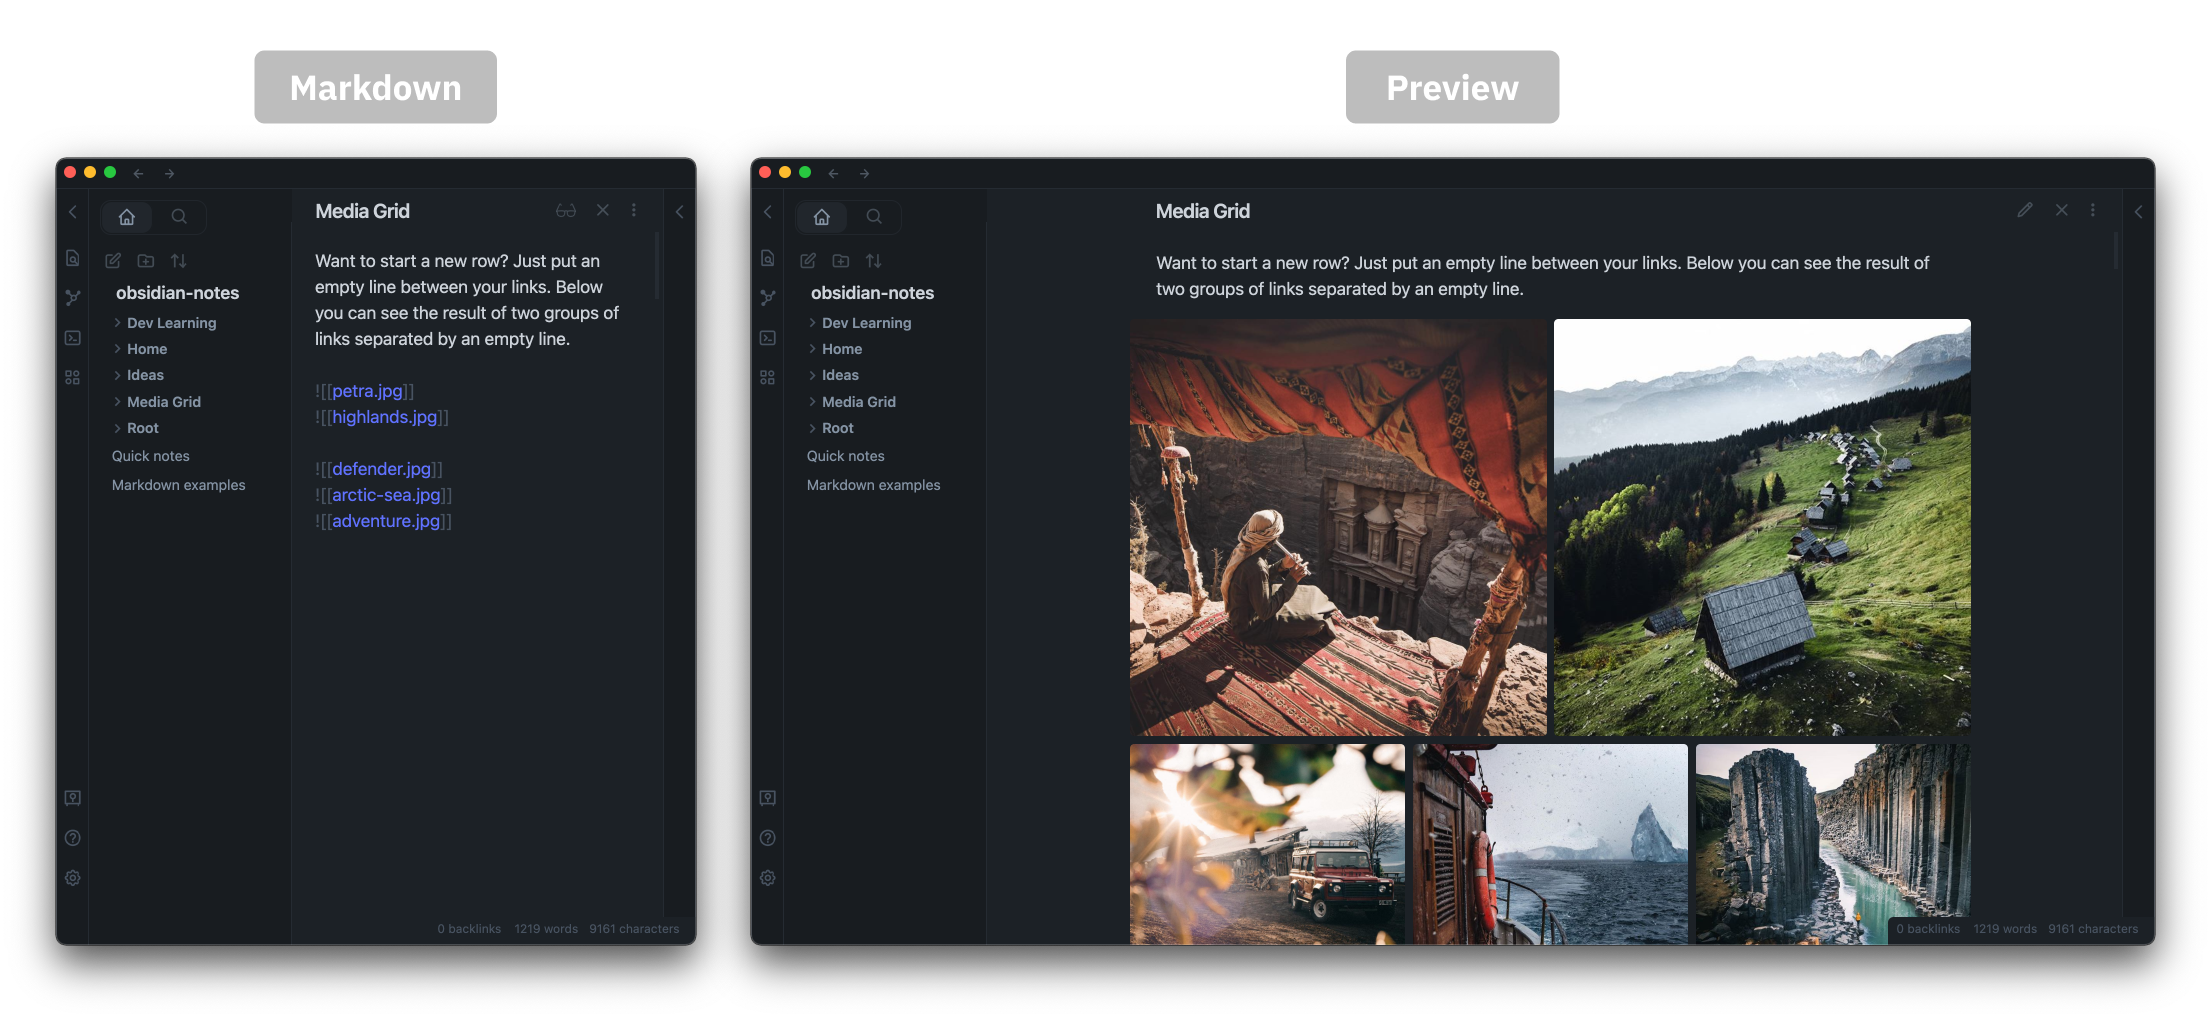 Markdown
Preview
Media Grid
obsidian-notes
Dev Learning
Home
Ideas
Media Grid
Root
Quick notes
Markdown examples
Want to start a new row? Just put an
empty line between your links. Below
you can see the result of two groups of
links separated by an empty line.
![[petra.jpg]]
![[highlands.jpg]]
![[defender.jpg]]
![[arctic-sea.jpg]]
![[adventure.jpg]]
0 backlinks 1219 words 9161 characters
Media Grid
obsidian-notes
Dev Learning
Home
Ideas
Media Grid
Root
Quick notes
Markdown examples
Want to start a new row? Just put an empty line between your links. Below you can see the result of
two groups of links separated by an empty line.
0 backlinks 1219 words 9161 characters